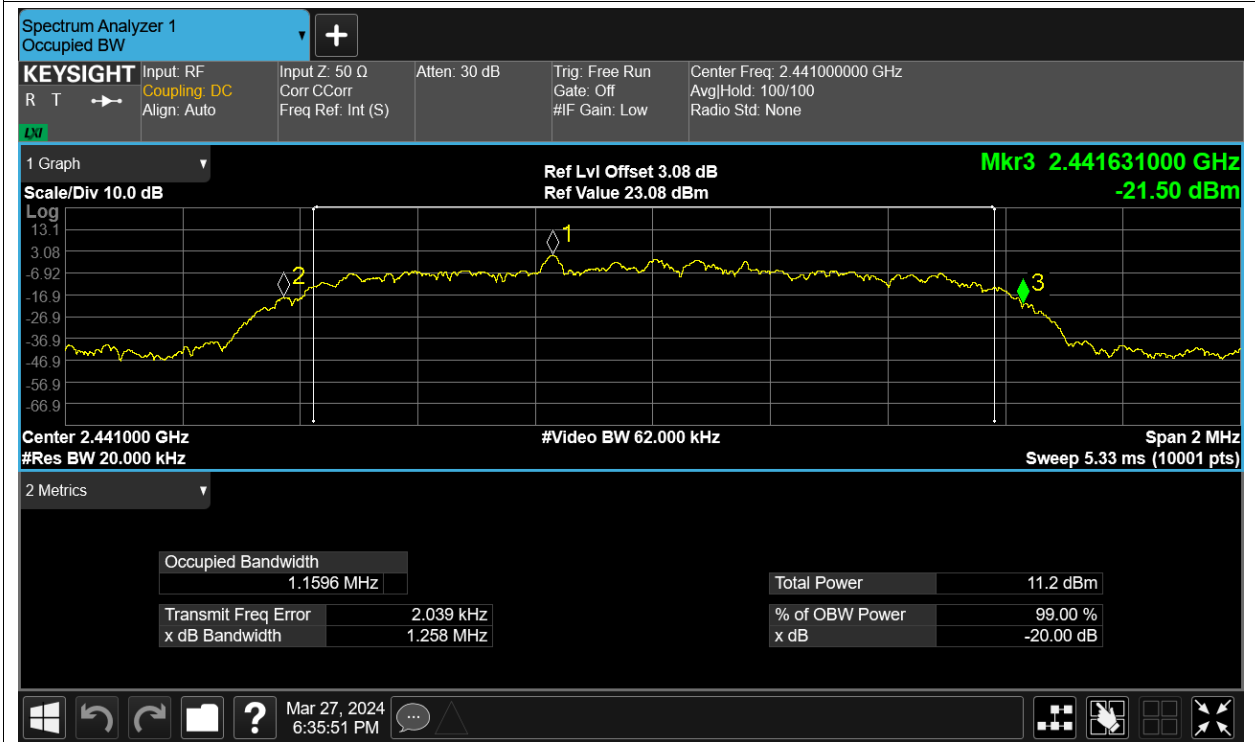 Spectrum Analyzer 1
Occupied BW
KEYSIGHT
R T
LXI
Input: RF
Coupling: DC
Align: Auto
Input Z: 50 Ω
Corr CCorr
Freq Ref: Int (S)
Atten: 30 dB
Trig: Free Run
Gate: Off
#IF Gain: Low
Center Freq: 2.441000000 GHz
Avg|Hold: 100/100
Radio Std: None
1 Graph
Scale/Div 10.0 dB
Ref Lvl Offset 3.08 dB
Ref Value 23.08 dBm
Mkr3 2.441631000 GHz
-21.50 dBm
Log
13.1
3.08
-6.92
-16.9
-26.9
-36.9
-46.9
-56.9
-66.9
1
2
3
Center 2.441000 GHz
#Video BW 62.000 kHz
Span 2 MHz
#Res BW 20.000 kHz
Sweep 5.33 ms (10001 pts)
2 Metrics
Occupied Bandwidth
1.1596 MHz
Transmit Freq Error 2.039 kHz
x dB Bandwidth 1.258 MHz
Total Power 11.2 dBm
% of OBW Power 99.00 %
x dB -20.00 dB
?
Mar 27, 2024
6:35:51 PM